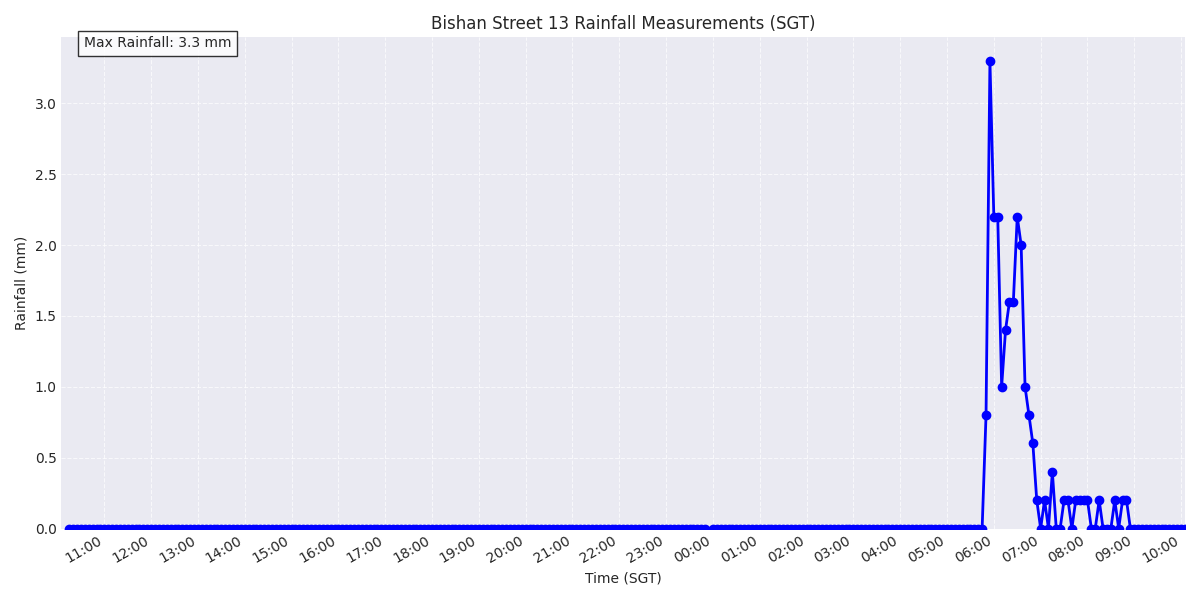 Bishan Street 13 Rainfall Measurements (SGT)
Max Rainfall: 3.3 mm
3.0
2.5
2.0
1.5
1.0
0.5
0.0
Rainfall (mm)
11:00 12:00 13:00 14:00 15:00 16:00 17:00 18:00 19:00 20:00 21:00 22:00 23:00 00:00 01:00 02:00 03:00 04:00 05:00 06:00 07:00 08:00 09:00 10:00
Time (SGT)